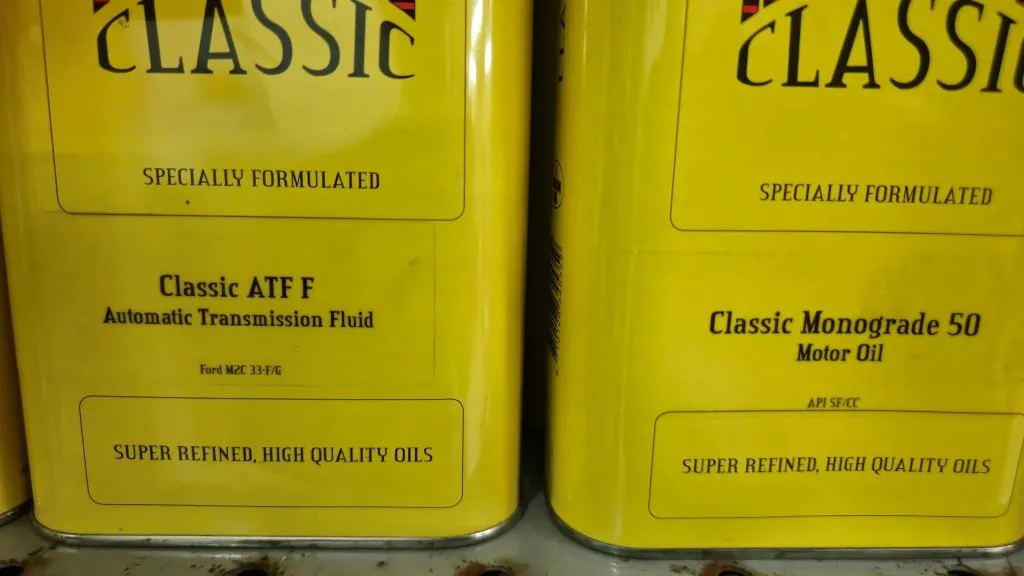 CLASSIC
SPECIALLY FORMULATED
Classic ATF F
Automatic Transmission Fluid
Ford M2C 33-F/G
SUPER REFINED, HIGH QUALITY OILS
CLASSIC
SPECIALLY FORMULATED
Classic Monograde 50
Motor Oil
API SF/CC
SUPER REFINED, HIGH QUALITY OILS